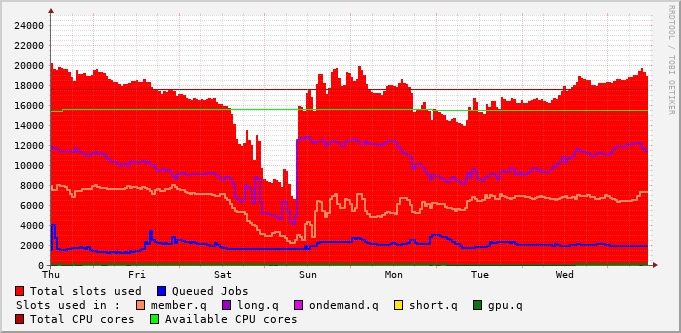 RRDTOOL / TOBI OETIKER
24000
22000
20000
18000
16000
14000
12000
10000
8000
6000
4000
2000
0
Thu Fri Sat Sun Mon Tue Wed
Total slots used Queued Jobs
Slots used in : member.q long.q ondemand.q short.q gpu.q
Total CPU cores Available CPU cores